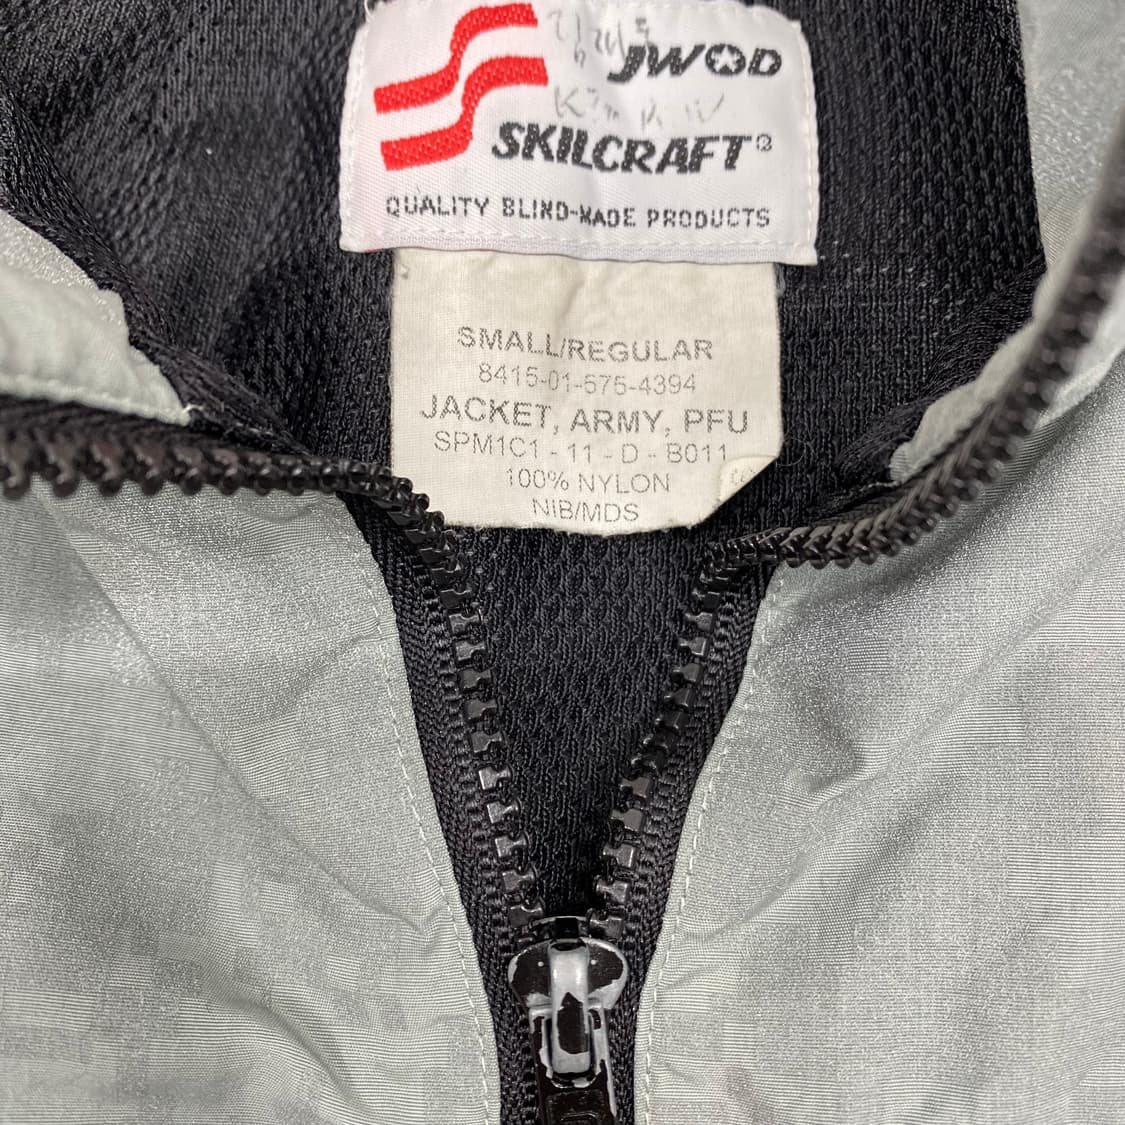 JWOD
SKILCRAFT®
QUALITY BLIND-MADE PRODUCTS
SMALL/REGULAR
8415-01-575-4394
JACKET, ARMY, PFU
SPM1C1 - 11 - D - B011
100% NYLON
NIB/MDS